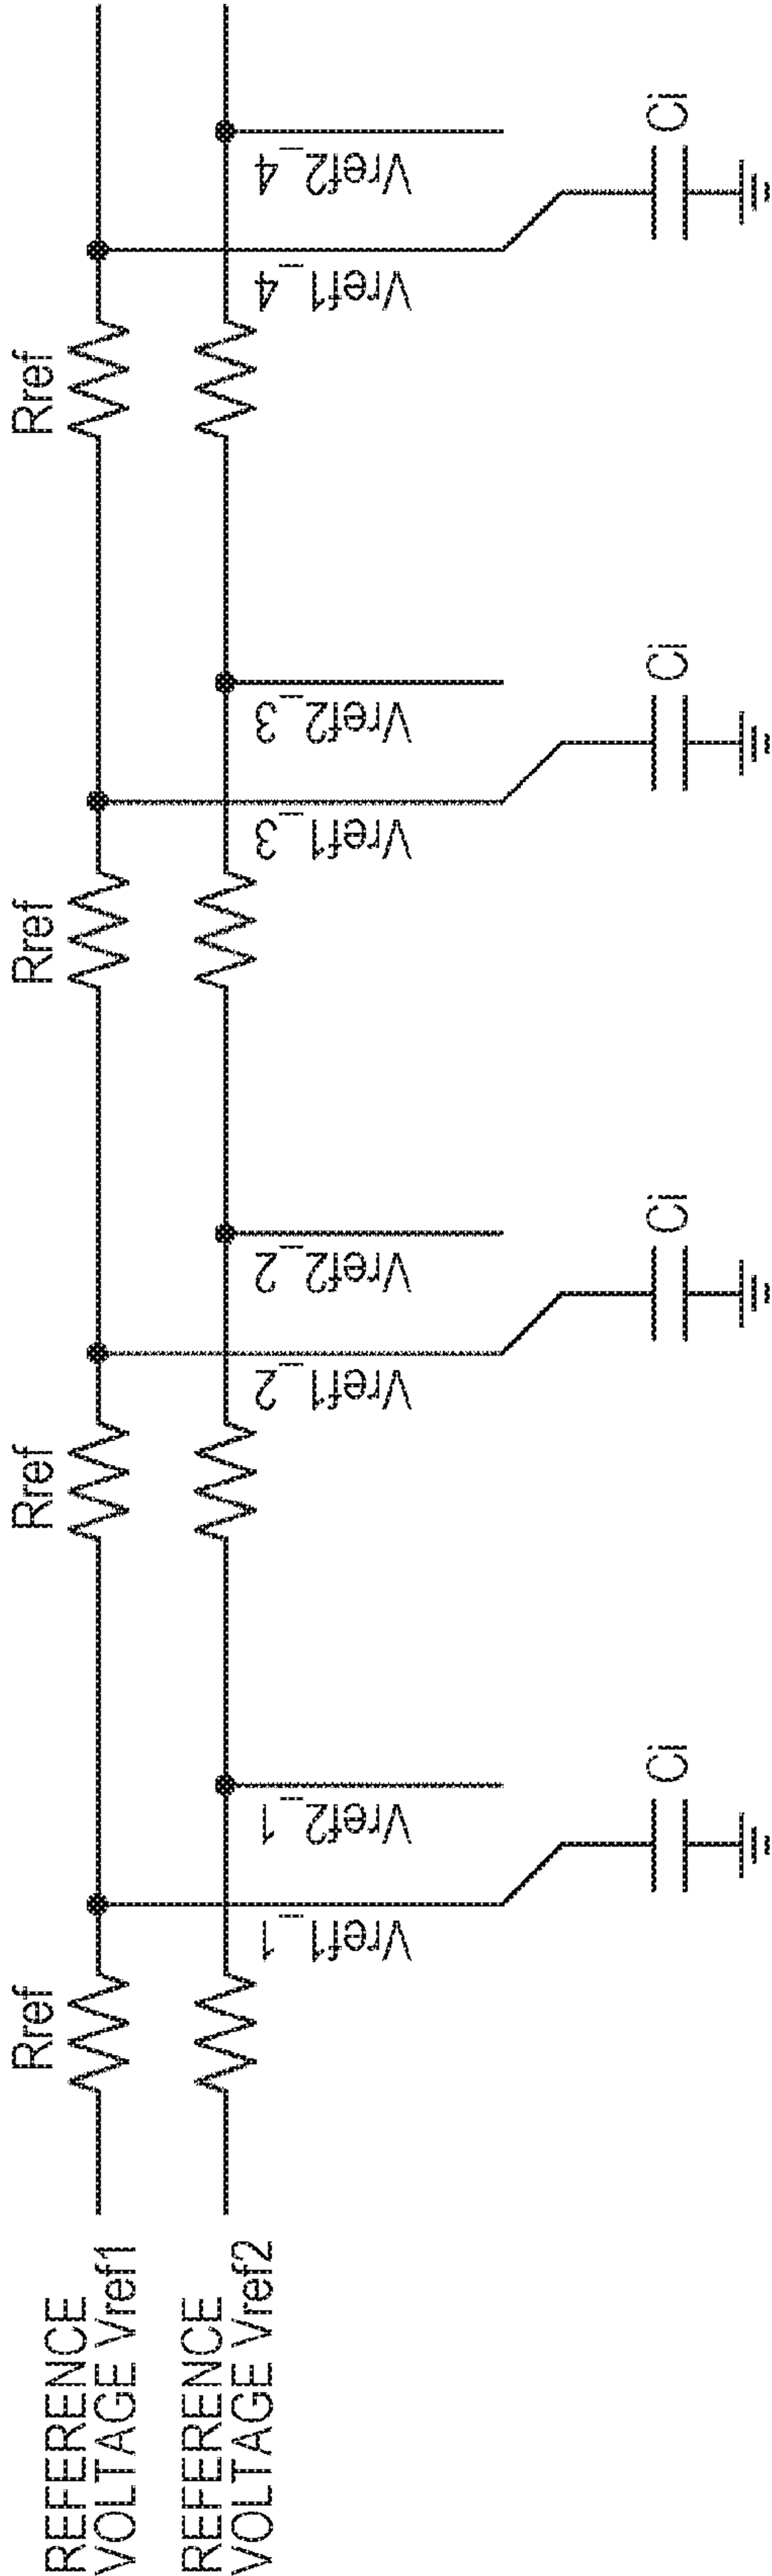 REFERENCE
VOLTAGE Vref1
REFERENCE
VOLTAGE Vref2
Rref
Rref
Rref
Rref
Vref1_1
Vref2_1
Vref1_2
Vref2_2
Vref1_3
Vref2_3
Vref1_4
Vref2_4
Ci
Ci
Ci
Ci